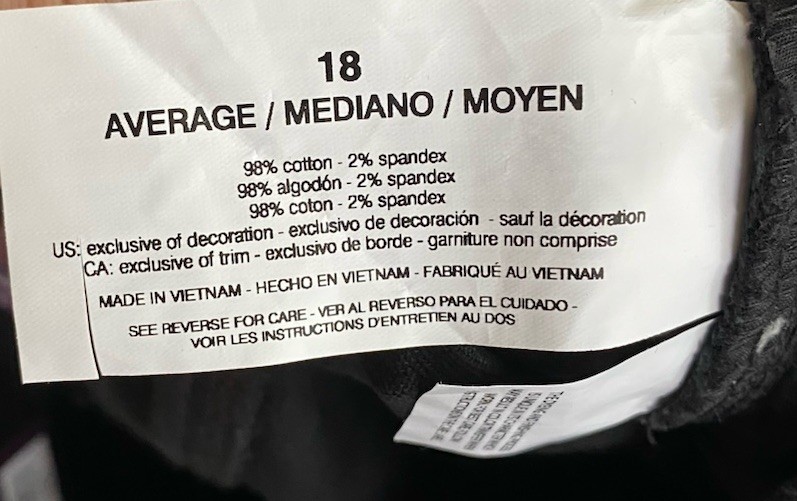 18
AVERAGE / MEDIANO / MOYEN
98% cotton - 2% spandex
98% algodón - 2% spandex
98% coton - 2% spandex
US: exclusive of decoration - exclusivo de decoración - sauf la décoration
CA: exclusive of trim - exclusivo de borde - garniture non comprise
MADE IN VIETNAM - HECHO EN VIETNAM - FABRIQUÉ AU VIETNAM
SEE REVERSE FOR CARE - VER AL REVERSO PARA EL CUIDADO -
VOIR LES INSTRUCTIONS D'ENTRETIEN AU DOS